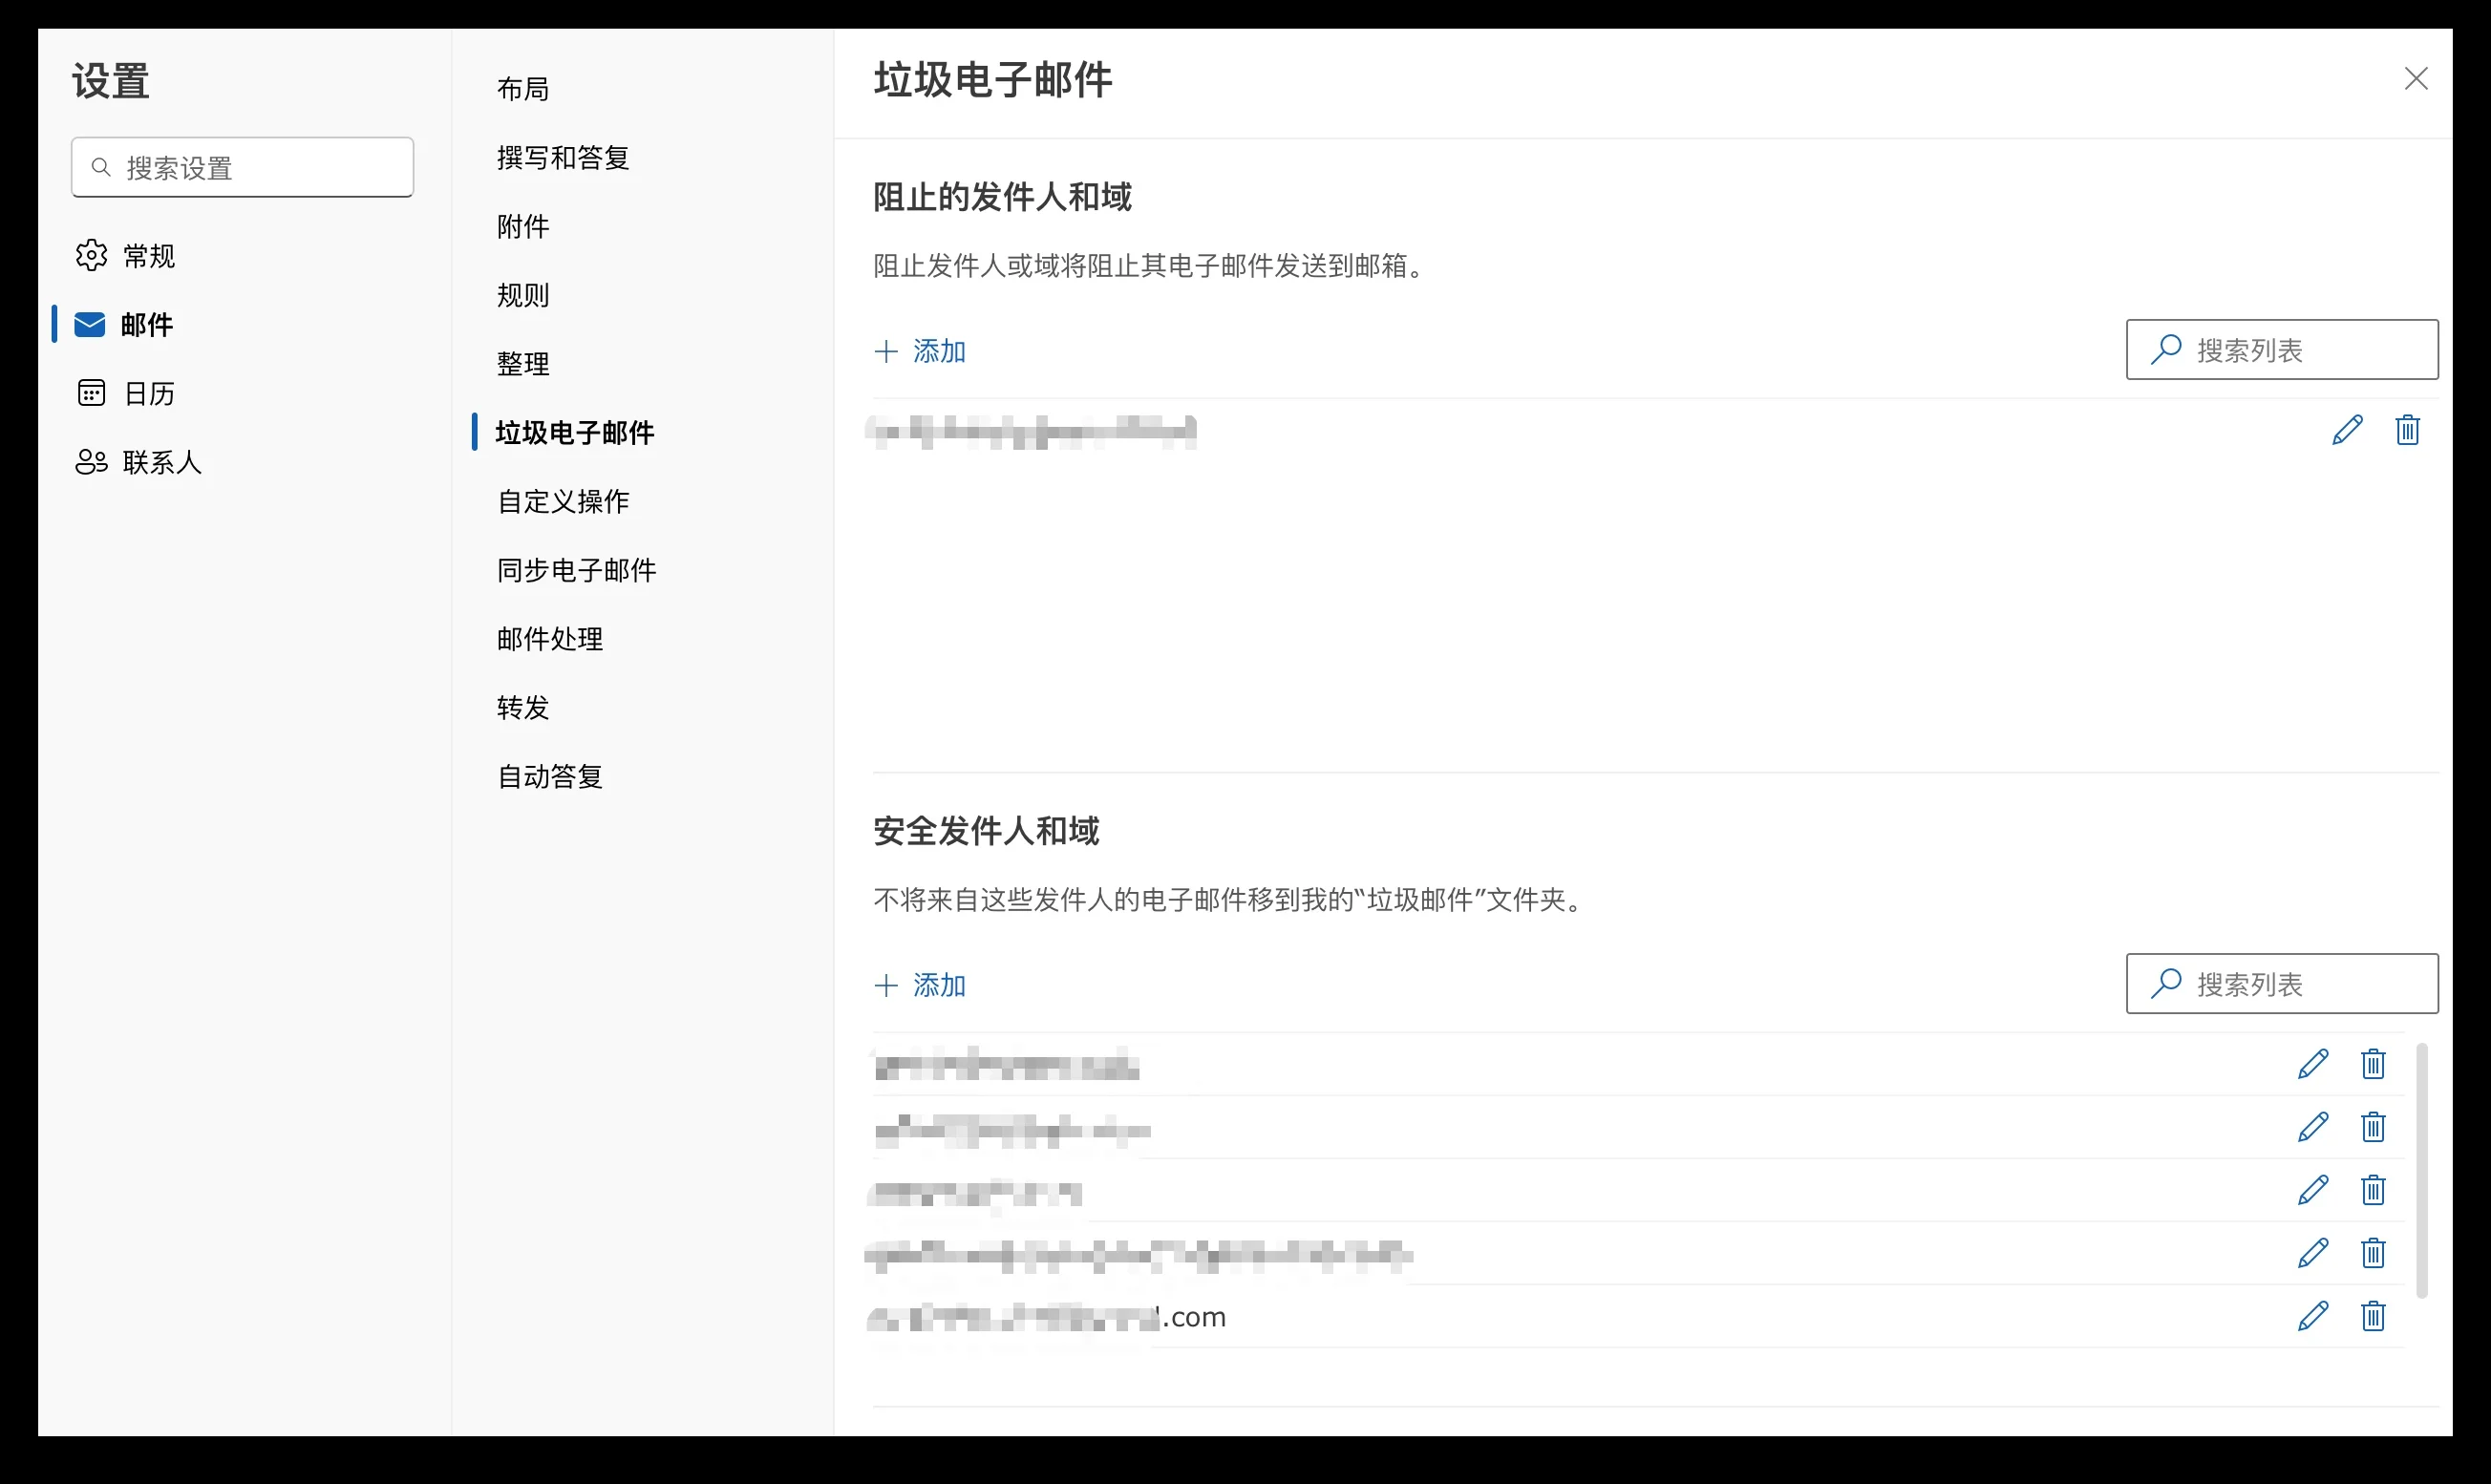 设置
搜索设置
常规
邮件
日历
联系人
布局
撰写和答复
附件
规则
整理
垃圾电子邮件
自定义操作
同步电子邮件
邮件处理
转发
自动答复
垃圾电子邮件
阻止的发件人和域
阻止发件人或域将阻止其电子邮件发送到邮箱。
添加
搜索列表
安全发件人和域
不将来自这些发件人的电子邮件移到我的“垃圾邮件”文件夹。
添加
搜索列表
.com